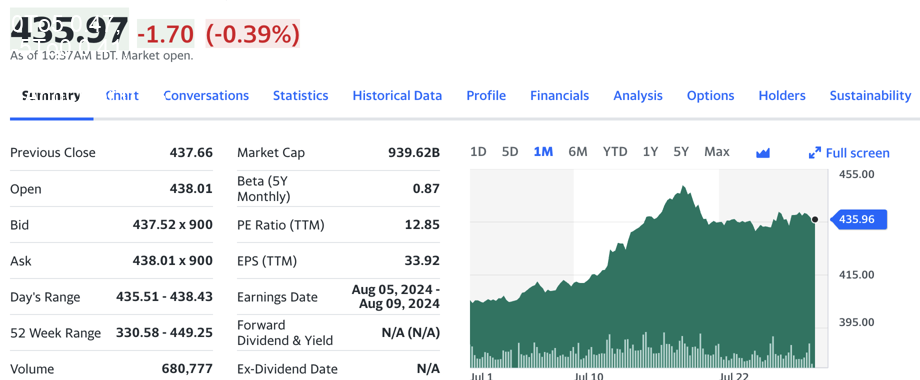 435.97 -1.70 (-0.39%)
As of 10:37AM EDT. Market open.
Summary Chart Conversations Statistics Historical Data Profile Financials Analysis Options Holders Sustainability
Previous Close 437.66
Open 438.01
Bid 437.52 x 900
Ask 438.01 x 900
Day's Range 435.51 - 438.43
52 Week Range 330.58 - 449.25
Volume 680,777
Market Cap 939.62B
Beta (5Y
Monthly) 0.87
PE Ratio (TTM) 12.85
EPS (TTM) 33.92
Earnings Date Aug 05, 2024 -
Aug 09, 2024
Forward
Dividend & Yield N/A (N/A)
Ex-Dividend Date N/A
1D 5D 1M 6M YTD 1Y 5Y Max Full screen
455.00
435.96
415.00
395.00
Jul 1 Jul 10 Jul 22